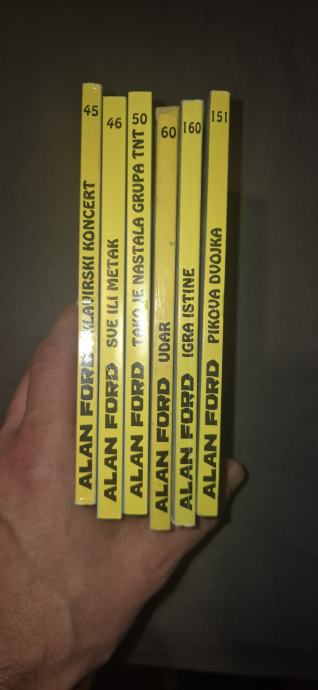 45 ALAN FORD KLAVIRSKI KONCERT
46 ALAN FORD SVE ILI METAK
50 ALAN FORD TAKO JE NASTALA GRUPA TNT
60 ALAN FORD UDAR
160 ALAN FORD IGRA ISTINE
151 ALAN FORD PIKOVA DVOJKA